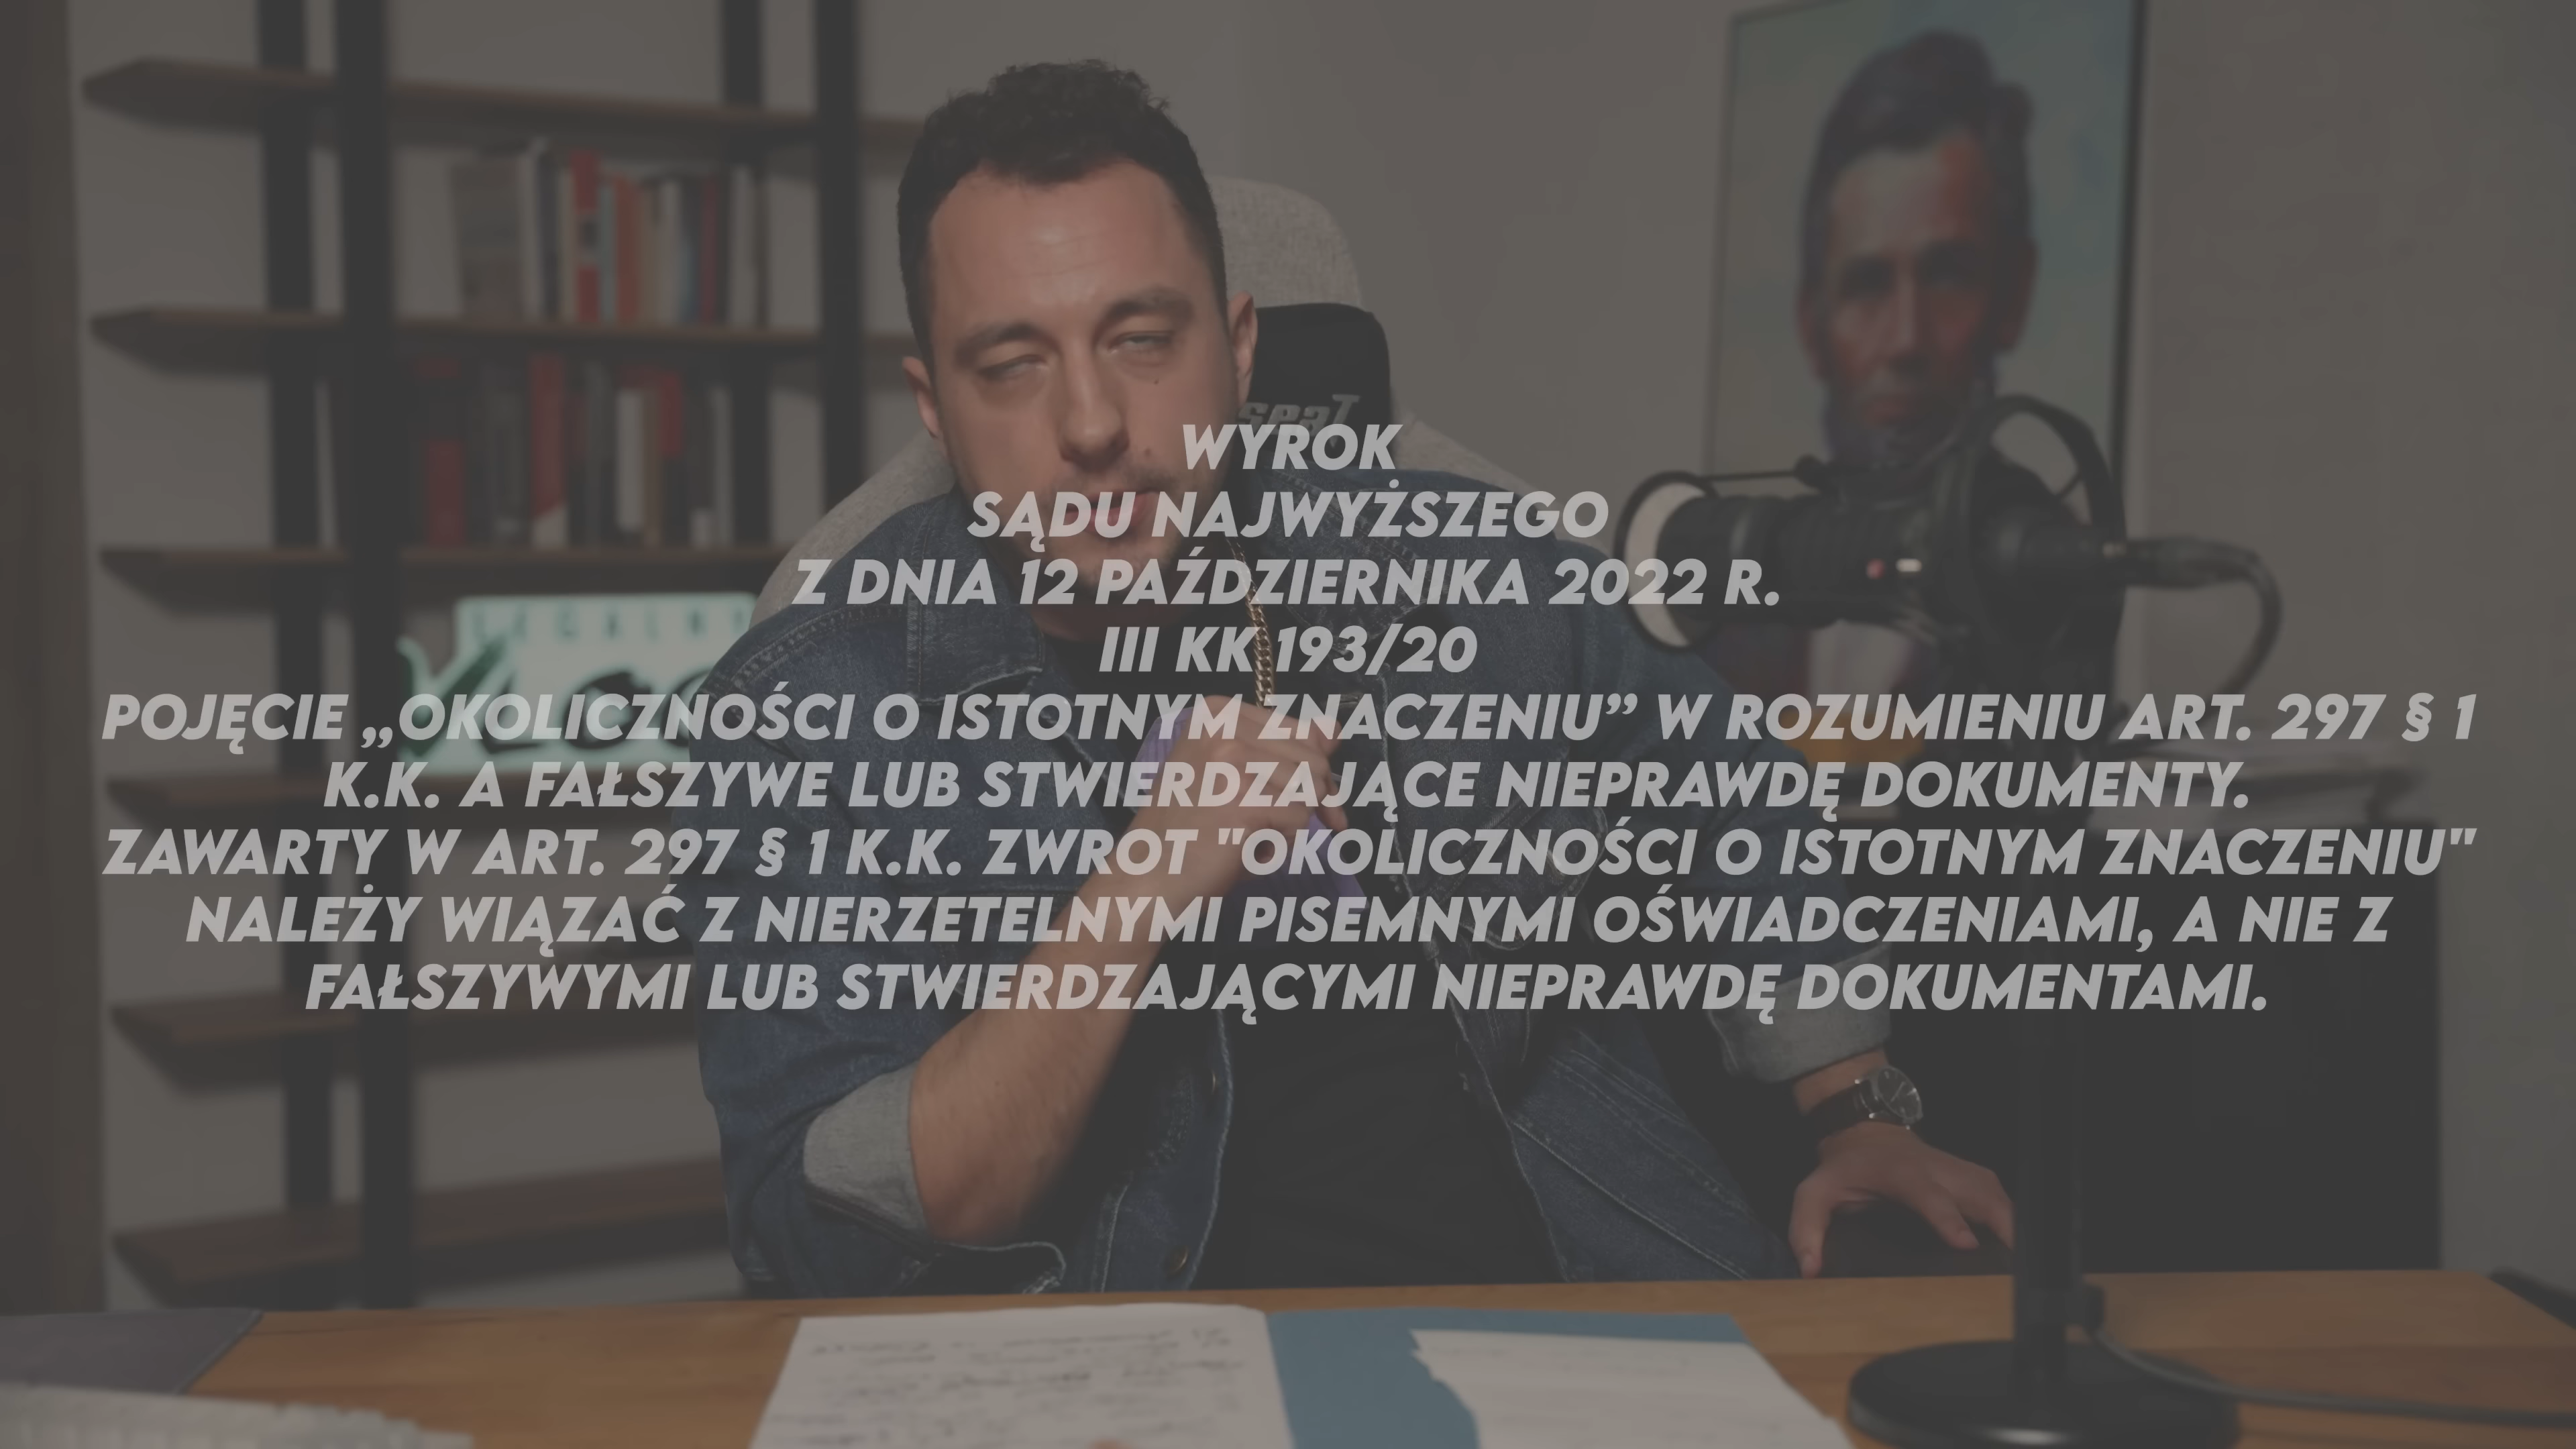 seaT
WYROK
SĄDU NAJWYŻSZEGO
Z DNIA 12 PAŹDZIERNIKA 2022 R.
III KK 193/20
POJĘCIE „OKOLICZNOŚCI O ISTOTNYM ZNACZENIU” W ROZUMIENIU ART. 297 § 1
K.K. A FAŁSZYWE LUB STWIERDZAJĄCE NIEPRAWDĘ DOKUMENTY.
ZAWARTY W ART. 297 § 1 K.K. ZWROT "OKOLICZNOŚCI O ISTOTNYM ZNACZENIU"
NALEŻY WIĄZAĆ Z NIERZETELNYMI PISEMNYMI OŚWIADCZENIAMI, A NIE Z
FAŁSZYWYMI LUB STWIERDZAJĄCYMI NIEPRAWDĘ DOKUMENTAMI.